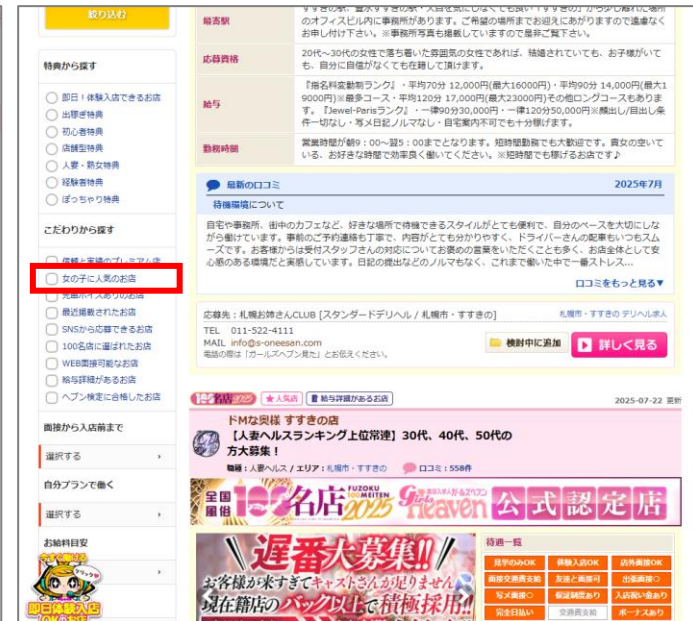 絞り込む
特典から探す
即日！体験入店できるお店
出稼ぎ特典
初心者特典
店舗型特典
人妻・熟女特典
経験者特典
ぽっちゃり特典
こだわりから探す
信頼と実績のプレミアム店
女の子に人気のお店
先輩ボイスありのお店
最近掲載されたお店
SNSから応募できるお店
100名店に選ばれたお店
WEB面接可能なお店
給与詳細があるお店
ヘブン検定に合格したお店
面接から入店前まで
選択する
自分プランで働く
選択する
お給料目安
今すぐ働ける
即日体験入店
OKのお店
最寄駅
のオフィスビル内に事務所があります。ご希望の場所までお迎えにあがりますので遠慮なく
お申し付け下さい。※事務所写真も掲載していますので是非ご覧下さい。
応募資格
20代～30代の女性で落ち着いた雰囲気の女性であれば、結婚されていても、お子様がいて
も、自分に自信がなくても在籍して頂けます。
給与
『指名料変動制ランク』・平均70分 12,000円(最大16000円)・平均90分 14,000円(最大1
9000円)※最多コース・平均120分 17,000円(最大23000円)その他ロングコースもありま
す。『Jewel-Parisランク』・一律90分30,000円・一律120分50,000円※顔出し/目出し条
件一切なし・写メ日記ノルマなし・自宅案内不可でも十分稼げます。
勤務時間
営業時間が朝9：00～翌5：00までとなります。短時間勤務でも大歓迎です。貴女の空いて
いる、お好きな時間で効率良く働いてください。※短時間でも稼げるお店です♪
最新の口コミ
2025年7月
待機環境について
自宅や事務所、街中のカフェなど、好きな場所で待機できるスタイルがとても便利で、自分のペースを大切にしな
がら働けています。事前のご予約連絡も丁寧で、内容がとても分かりやすく、ドライバーさんの配車もいつもスム
ーズです。お客様からは受付スタッフさんの対応についてお褒めの言葉をいただくことも多く、お店全体として安
心感のある環境だと実感しています。日記の提出などのノルマもなく、これまで働いた中で一番ストレス...
口コミをもっと見る▼
応募先：札幌お姉さんCLUB [スタンダードデリヘル / 札幌市・すすきの]
札幌市・すすきの デリヘル求人
TEL 011-522-4111
MAIL info@s-oneesan.com
電話の際は「ガールズヘブン見た」とお伝えください。
検討中に追加
詳しく見る
100名店2025
★人気店
給与詳細があるお店
2025-07-22 更新
ドMな奥様 すすきの店
【人妻ヘルスランキング上位常連】30代、40代、50代の
方大募集！
職種：人妻ヘルス / エリア：札幌市・すすきの 口コミ：558件
全国風俗100名店 FUZOKU 100MEITEN 2025 Girls Heaven 公式認定店
遅番大募集!!
お客様が来すぎてキャストさんが足りません
現在籍店のバック以上で積極採用!!
待遇一覧
見学のみOK 体験入店OK 店外面接OK
面接交通費支給 友達と面接可 出張面接○
写メ面接○ 保証制度あり 入店祝い金あり
完全日払い 交通費支給 ボーナスあり